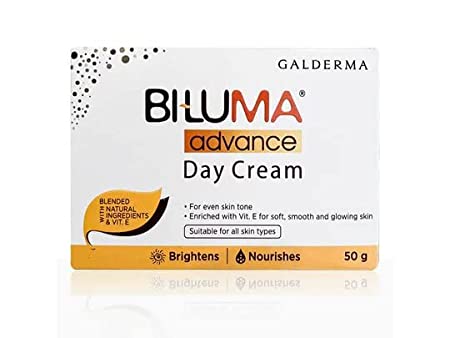 GALDERMA
BI-LUMA®
advance
Day Cream
BLENDED
WITH NATURAL
INGREDIENTS
& VIT. E
• For even skin tone
• Enriched with Vit. E for soft, smooth and glowing skin
Suitable for all skin types
Brightens | Nourishes
50 g